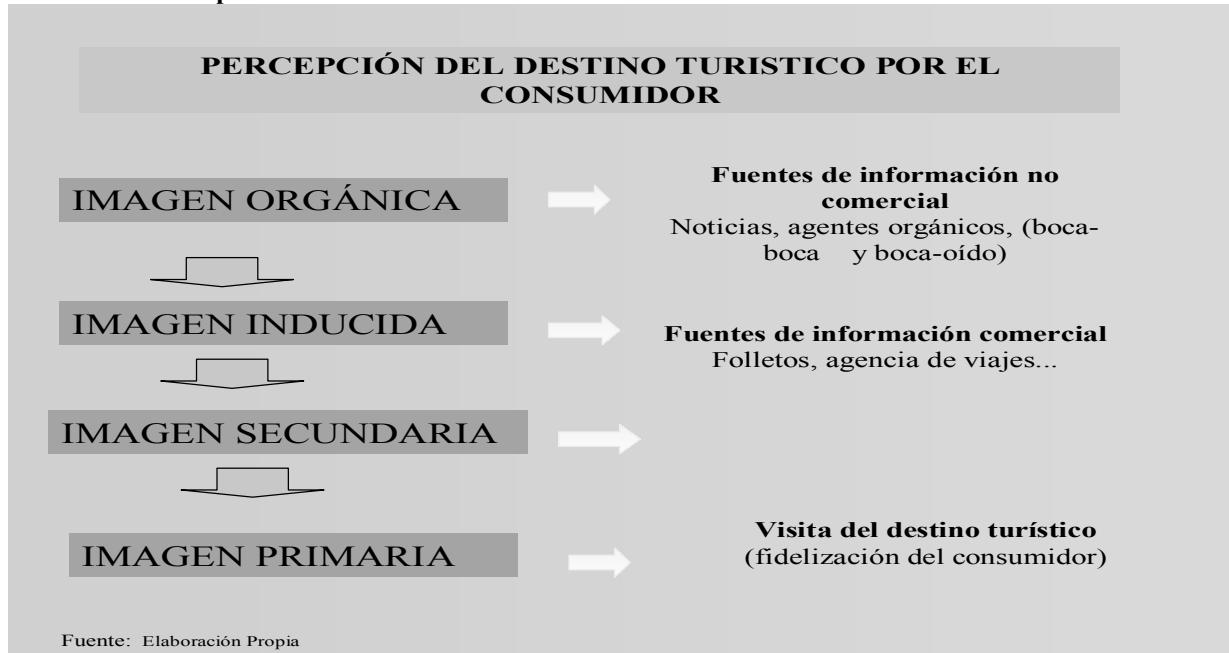 PERCEPCIÓN DEL DESTINO TURISTICO POR EL
CONSUMIDOR
IMAGEN ORGÁNICA
Fuentes de información no
comercial
Noticias, agentes orgánicos, (boca-
boca y boca-oído)
IMAGEN INDUCIDA
Fuentes de información comercial
Folletos, agencia de viajes...
IMAGEN SECUNDARIA
IMAGEN PRIMARIA
Visita del destino turístico
(fidelización del consumidor)
Fuente: Elaboración Propia